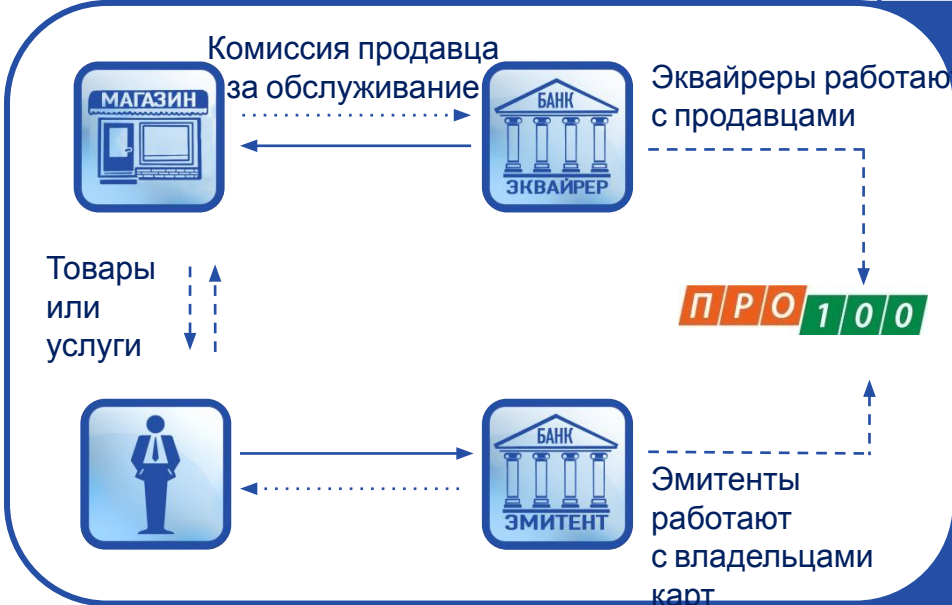 Комиссия продавца
за обслуживание
МАГАЗИН
БАНК
ЭКВАЙРЕР
Эквайреры работаю
с продавцами
Товары
или
услуги
ПРО100
БАНК
ЭМИТЕНТ
Эмитенты
работают
с владельцами
карт